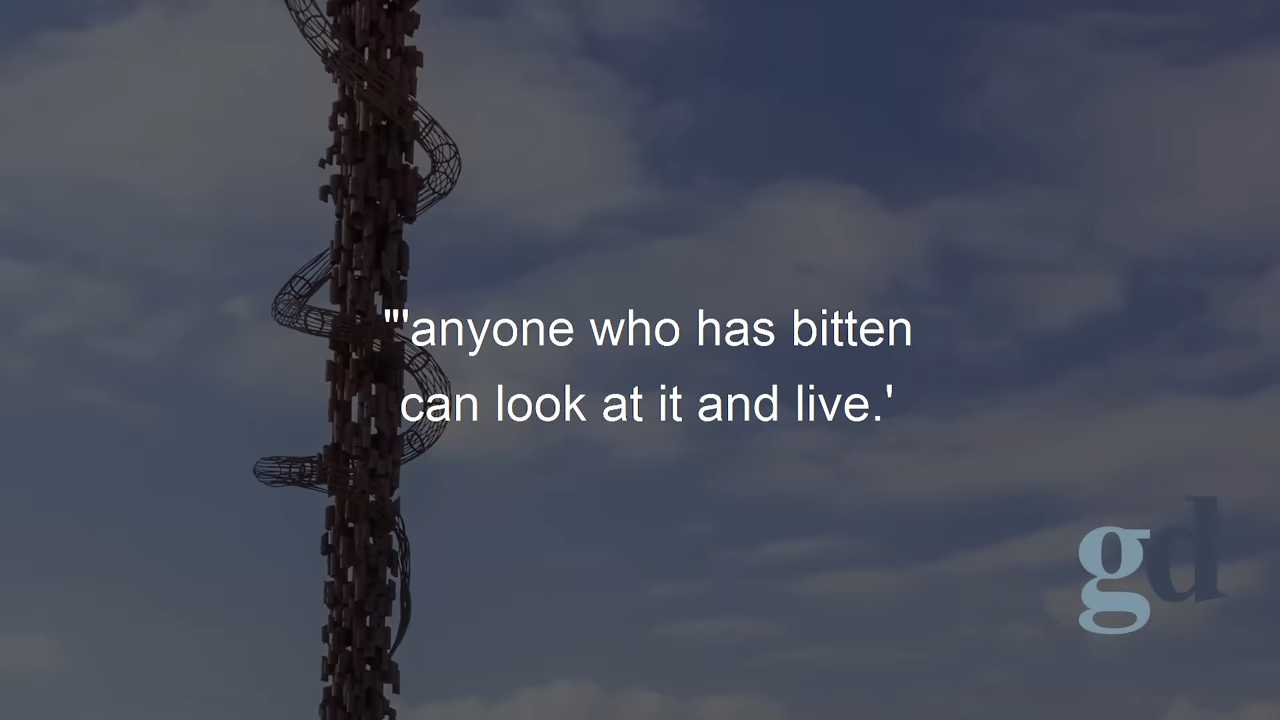 "'anyone who has bitten
can look at it and live.'
gd